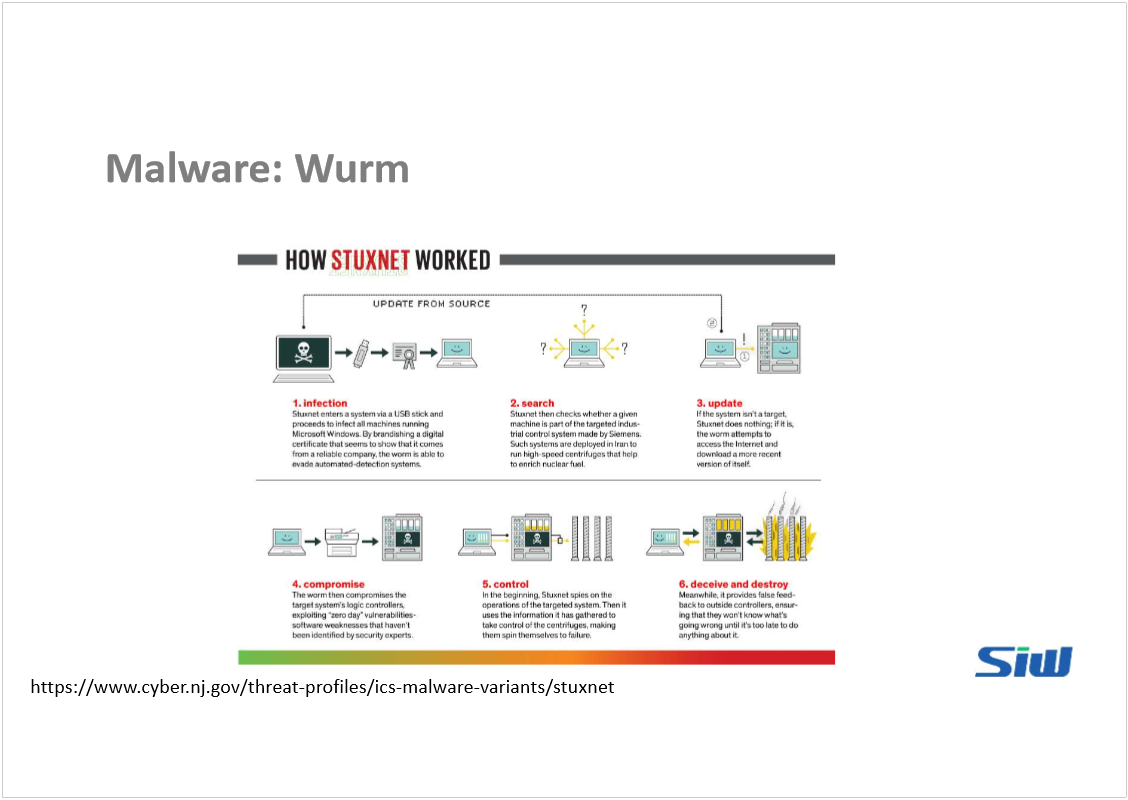 Malware: Wurm
HOW STUXNET WORKED
UPDATE FROM SOURCE
?
? ?
2
!
1
1. infection
Stuxnet enters a system via a USB stick and
proceeds to infect all machines running
Microsoft Windows. By brandishing a digital
certificate that seems to show that it comes
from a reliable company, the worm is able to
evade automated-detection systems.
2. search
Stuxnet then checks whether a given
machine is part of the targeted indus-
trial control system made by Siemens.
Such systems are deployed in Iran to
run high-speed centrifuges that help
to enrich nuclear fuel.
3. update
If the system isn't a target,
Stuxnet does nothing; if it is,
the worm attempts to
access the Internet and
download a more recent
version of itself.
4. compromise
The worm then compromises the
target system's logic controllers,
exploiting "zero day" vulnerabilities-
software weaknesses that haven't
been identified by security experts.
5. control
In the beginning, Stuxnet spies on the
operations of the targeted system. Then it
uses the information it has gathered to
take control of the centrifuges, making
them spin themselves to failure.
6. deceive and destroy
Meanwhile, it provides false feed-
back to outside controllers, ensur-
ing that they won't know what's
going wrong until it's too late to do
anything about it.
https://www.cyber.nj.gov/threat-profiles/ics-malware-variants/stuxnet
Siw